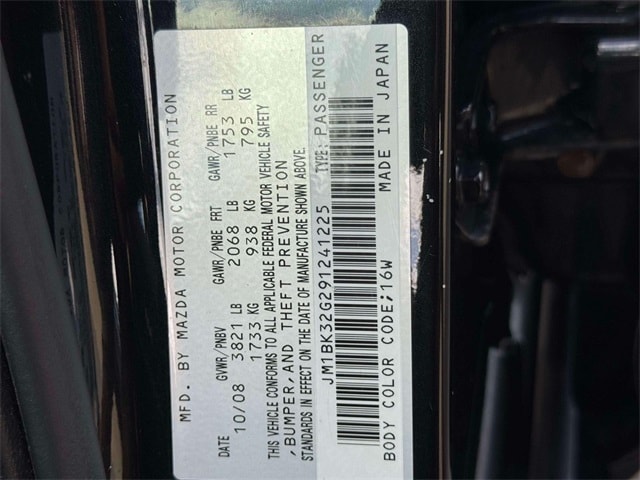 MFD. BY MAZDA MOTOR CORPORATION
DATE GVWR/PNBV GAWR/PNBE FRT GAWR/PNBE RR
10/08 3821 LB 2068 LB 1753 LB
1733 KG 938 KG 795 KG
THIS VEHICLE CONFORMS TO ALL APPLICABLE FEDERAL MOTOR VEHICLE SAFETY
,BUMPER,AND THEFT PREVENTION
STANDARDS IN EFFECT ON THE DATE OF MANUFACTURE SHOWN ABOVE.
JM1BK32G291241225 TYPE: PASSENGER
BODY COLOR CODE;16W MADE IN JAPAN